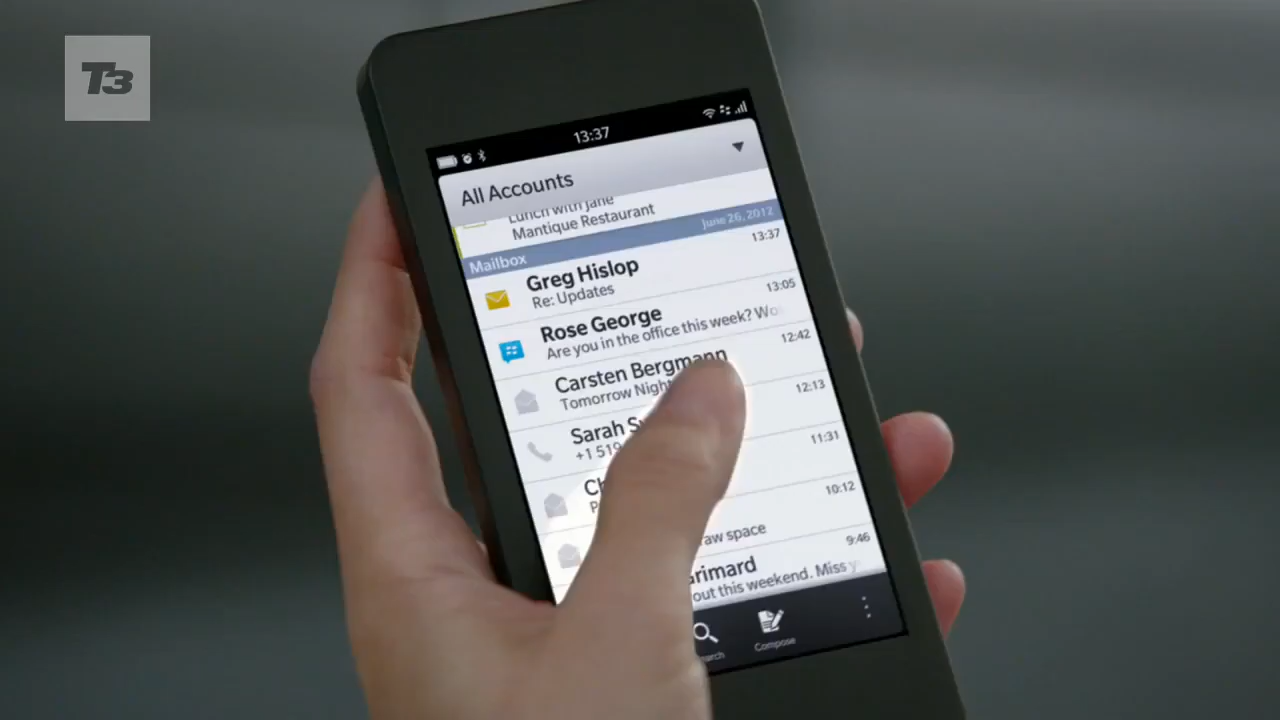 T3
13:37
All Accounts
Lunch with Jane
Mantique Restaurant
June 26, 2012
Mailbox
13:37
Greg Hislop
Re: Updates
13:05
Rose George
Are you in the office this week?
12:42
Carsten Bergmann
Tomorrow Night
12:13
Sarah
+1 519
11:31
10:12
space
9:46
out this weekend. Miss
Compose